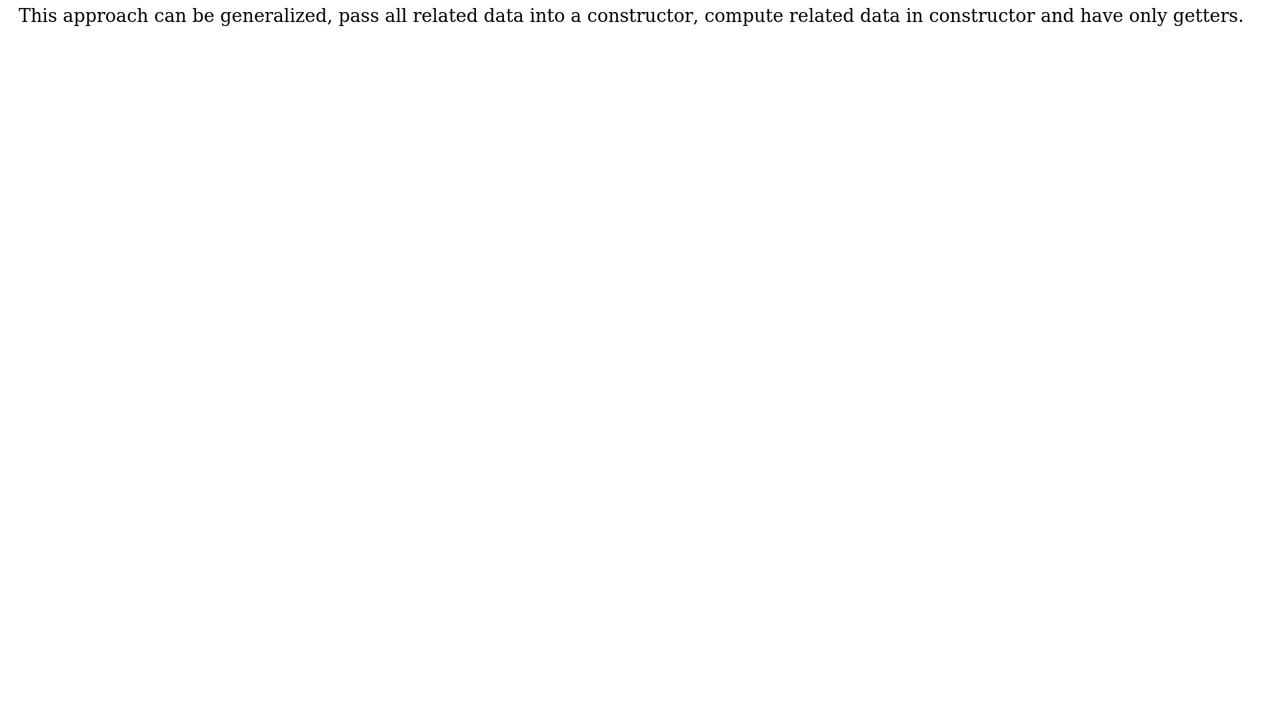 This approach can be generalized, pass all related data into a constructor, compute related data in constructor and have only getters.